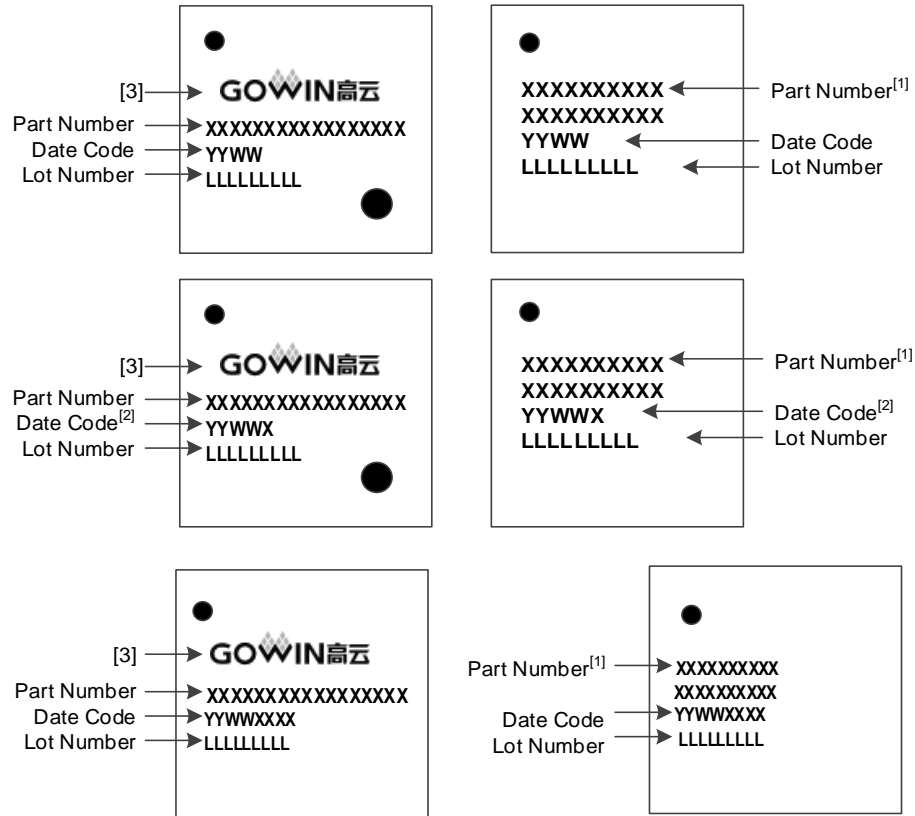 [3] GOWIN高云
Part Number XXXXXXXXXXXXXXXXX
Date Code YYWW
Lot Number LLLLLLLLL
XXXXXXXXXX Part Number[1]
XXXXXXXXXX
YYWW Date Code
LLLLLLLLL Lot Number
[3] GOWIN高云
Part Number XXXXXXXXXXXXXXXXX
Date Code[2] YYWWX
Lot Number LLLLLLLLL
XXXXXXXXXX Part Number[1]
XXXXXXXXXX
YYWWX Date Code[2]
LLLLLLLLL Lot Number
[3] GOWIN高云
Part Number XXXXXXXXXXXXXXXXX
Date Code YYWWXXXX
Lot Number LLLLLLLLL
Part Number[1] XXXXXXXXXX
XXXXXXXXXX
Date Code YYWWXXXX
Lot Number LLLLLLLLL